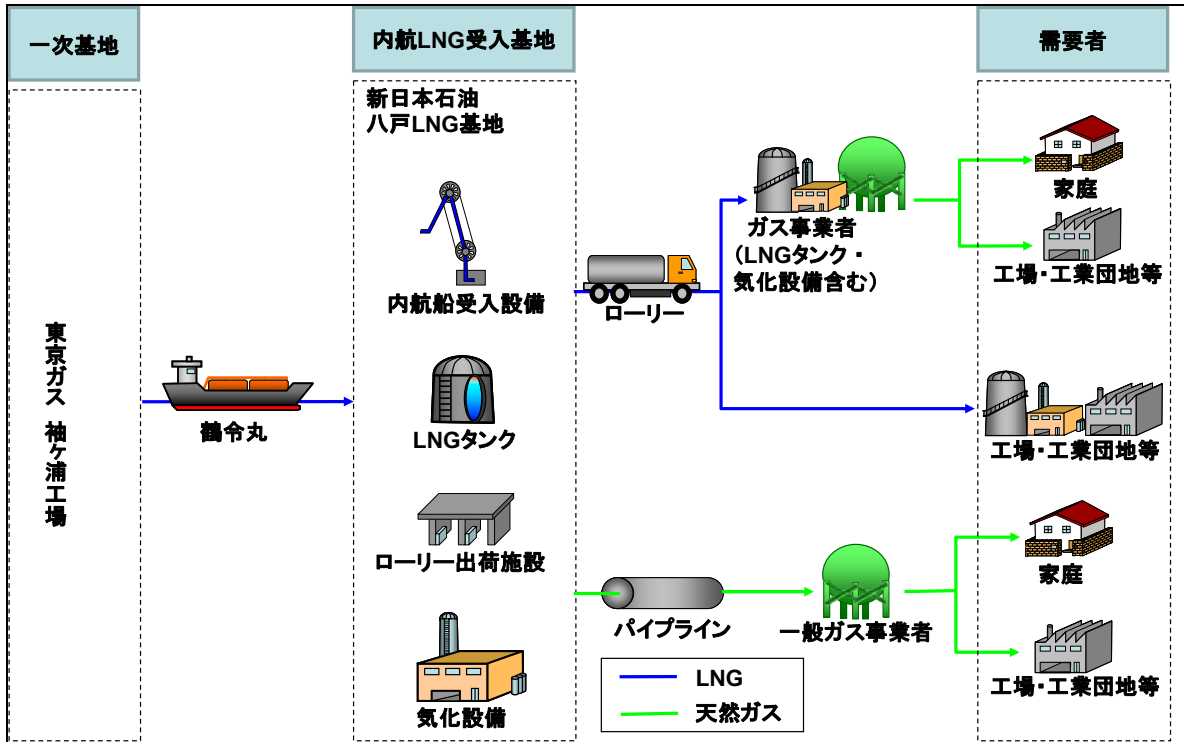 一次基地
内航LNG受入基地
需要者
東京ガス 袖ヶ浦工場
鶴令丸
新日本石油
八戸LNG基地
内航船受入設備
LNGタンク
ローリー出荷施設
気化設備
ローリー
ガス事業者
(LNGタンク・
気化設備含む)
家庭
工場・工業団地等
工場・工業団地等
パイプライン
一般ガス事業者
家庭
工場・工業団地等
LNG
天然ガス